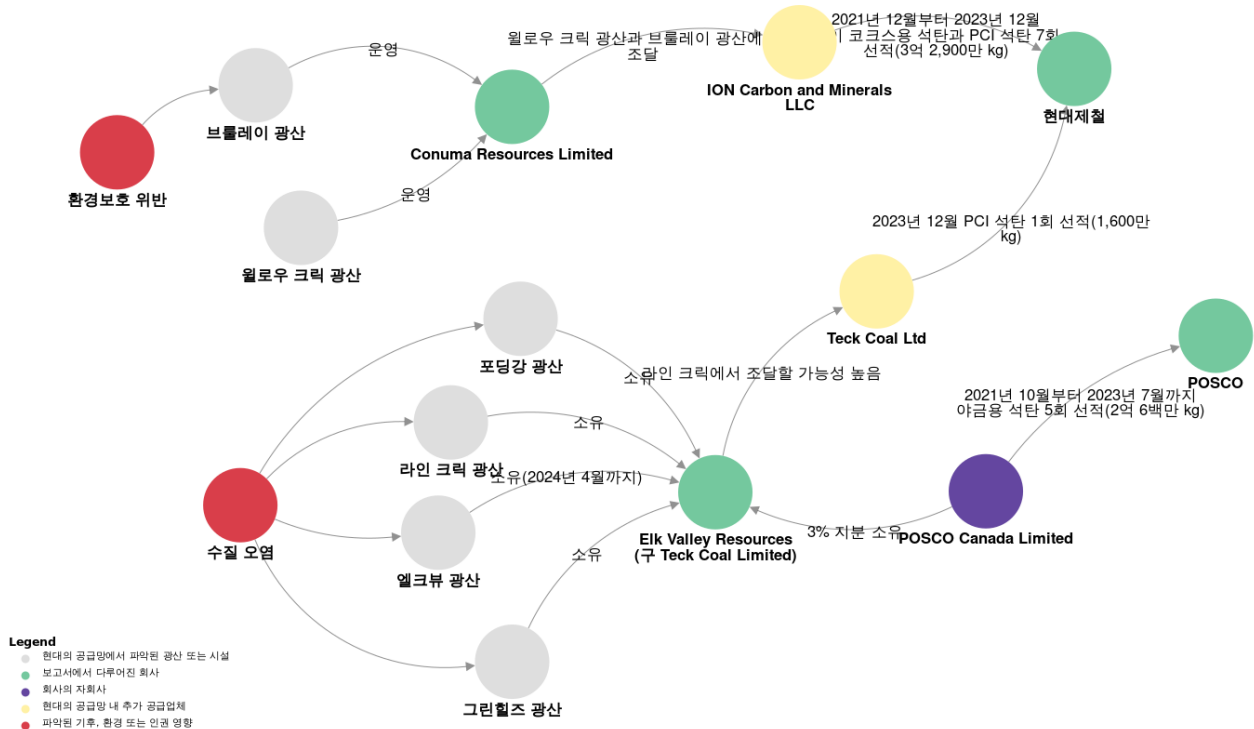 2021년 12월부터 2023년 12월
코크스용 석탄과 PCI 석탄 7회
선적(3억 2,900만 kg)
윌로우 크릭 광산과 브룰레이 광산에
조달
운영
ION Carbon and Minerals
LLC
현대제철
브룰레이 광산
Conuma Resources Limited
환경보호 위반
운영
윌로우 크릭 광산
2023년 12월 PCI 석탄 1회 선적(1,600만
kg)
Teck Coal Ltd
포딩강 광산
소유
라인 크릭에서 조달할 가능성 높음
POSCO
2021년 10월부터 2023년 7월까지
야금용 석탄 5회 선적(2억 6백만 kg)
소유
라인 크릭 광산
소유(2024년 4월까지)
3% 지분 소유
POSCO Canada Limited
Elk Valley Resources
(구 Teck Coal Limited)
수질 오염
소유
엘크뷰 광산
그린힐즈 광산
Legend
현대의 공급망에서 파악된 광산 또는 시설
보고서에서 다루어진 회사
회사의 자회사
현대의 공급망 내 추가 공급업체
파악된 기후, 환경 또는 인권 영향